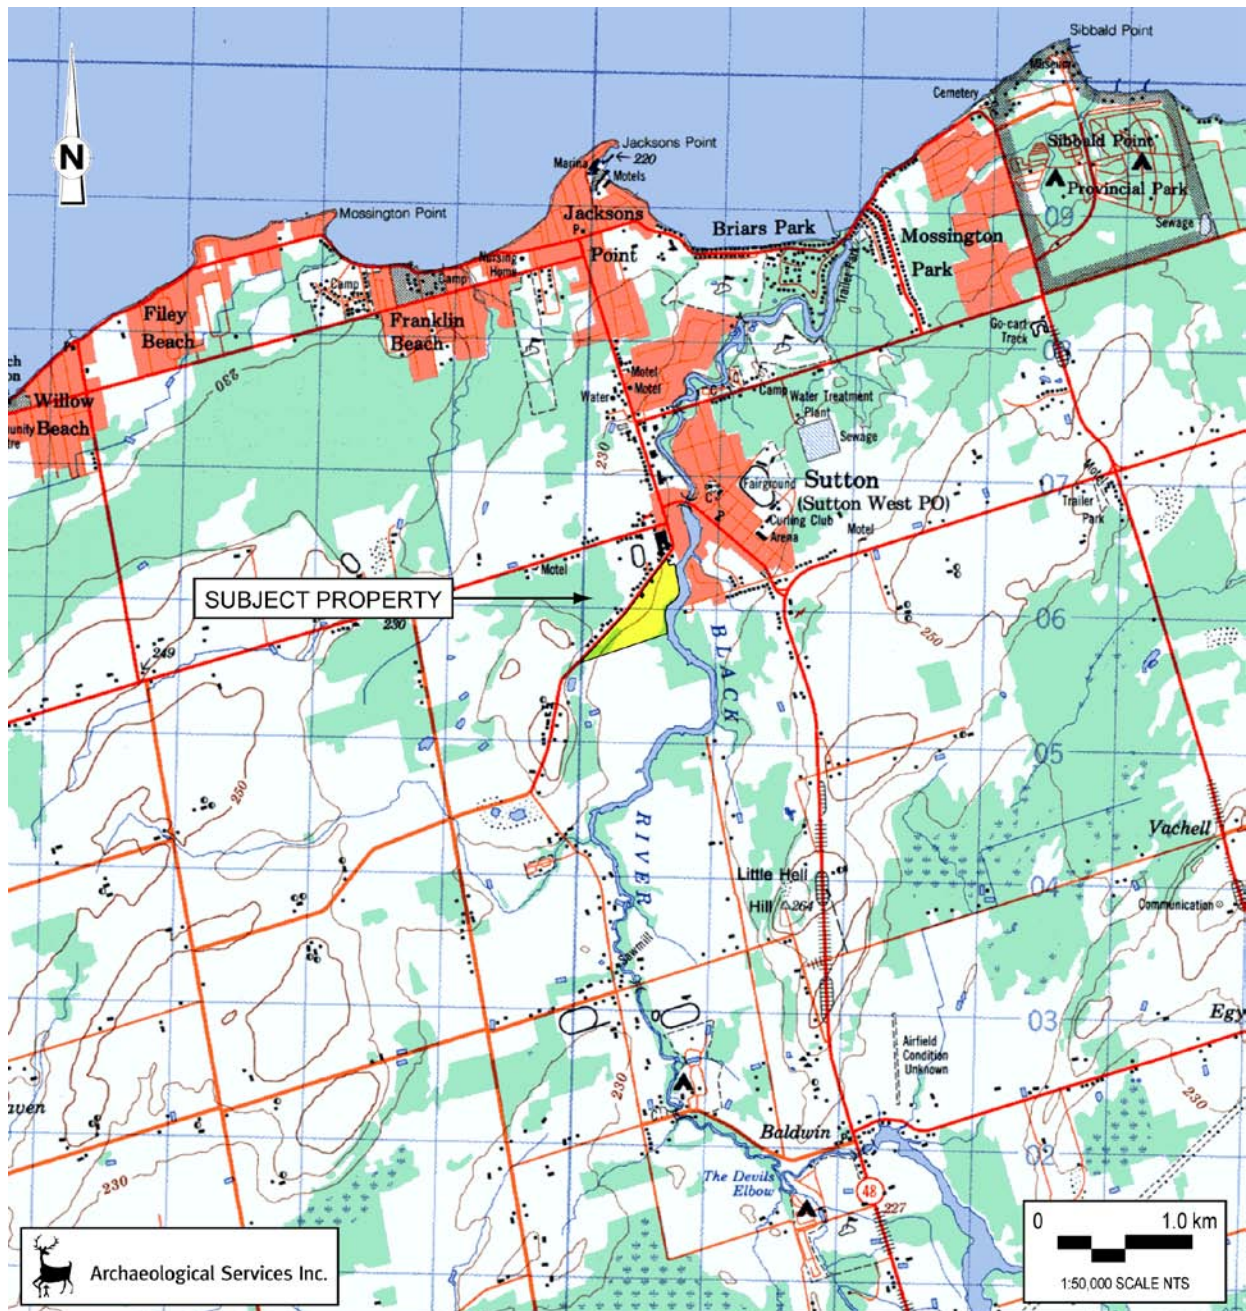 Sibbald Point
Museum
Cemetery
N
Jacksons Point
220
Marina
Motels
Sibbald Point
Provincial Park
09
Sewage
Mossington Point
Jacksons
P
Point
Briars Park
Mossington
Park
Trailer Park
Nursing
Home
Camp
Camp
Filey
Beach
Franklin
Beach
Go-cart
Track
08
230
Motel
Motel
Water
C
Camp
Water Treatment
Plant
Sewage
Willow
Beach
230
07
Fairground
Sutton
(Sutton West PO)
C
P
Curling Club
Arena
Motel
Motel
Trailer
Park
Motel
SUBJECT PROPERTY
06
250
230
249
BLACK
05
250
RIVER
Vachell
Little Hell
Hill
264
04
Communication
Sawmill
03
Egy
Airfield
Condition
Unknown
230
230
aven
Baldwin
02
The Devils
Elbow
230
48
227
0 1.0 km
1:50,000 SCALE NTS
Archaeological Services Inc.